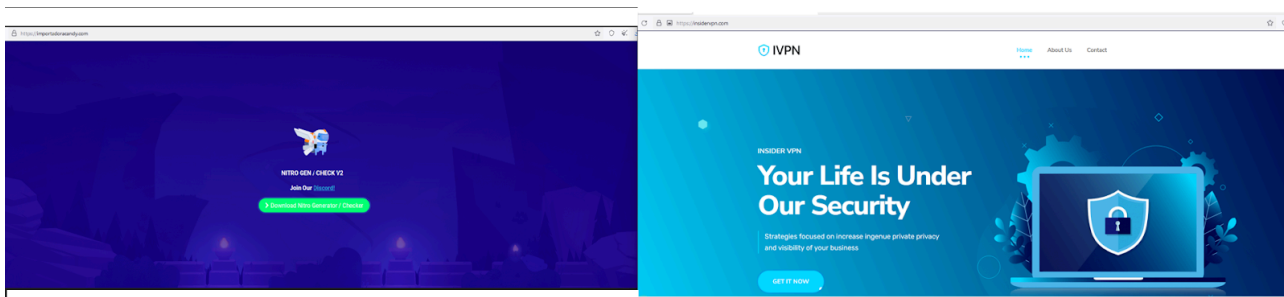 https://importadoracandy.com
NITRO GEN / CHECK V2
Join Our Discord!
Download Nitro Generator / Checker
https://insidervpn.com
IVPN
Home About Us Contact
INSIDER VPN
Your Life Is Under
Our Security
Strategies focused on increase ingenue private privacy
and visibility of your business
GET IT NOW